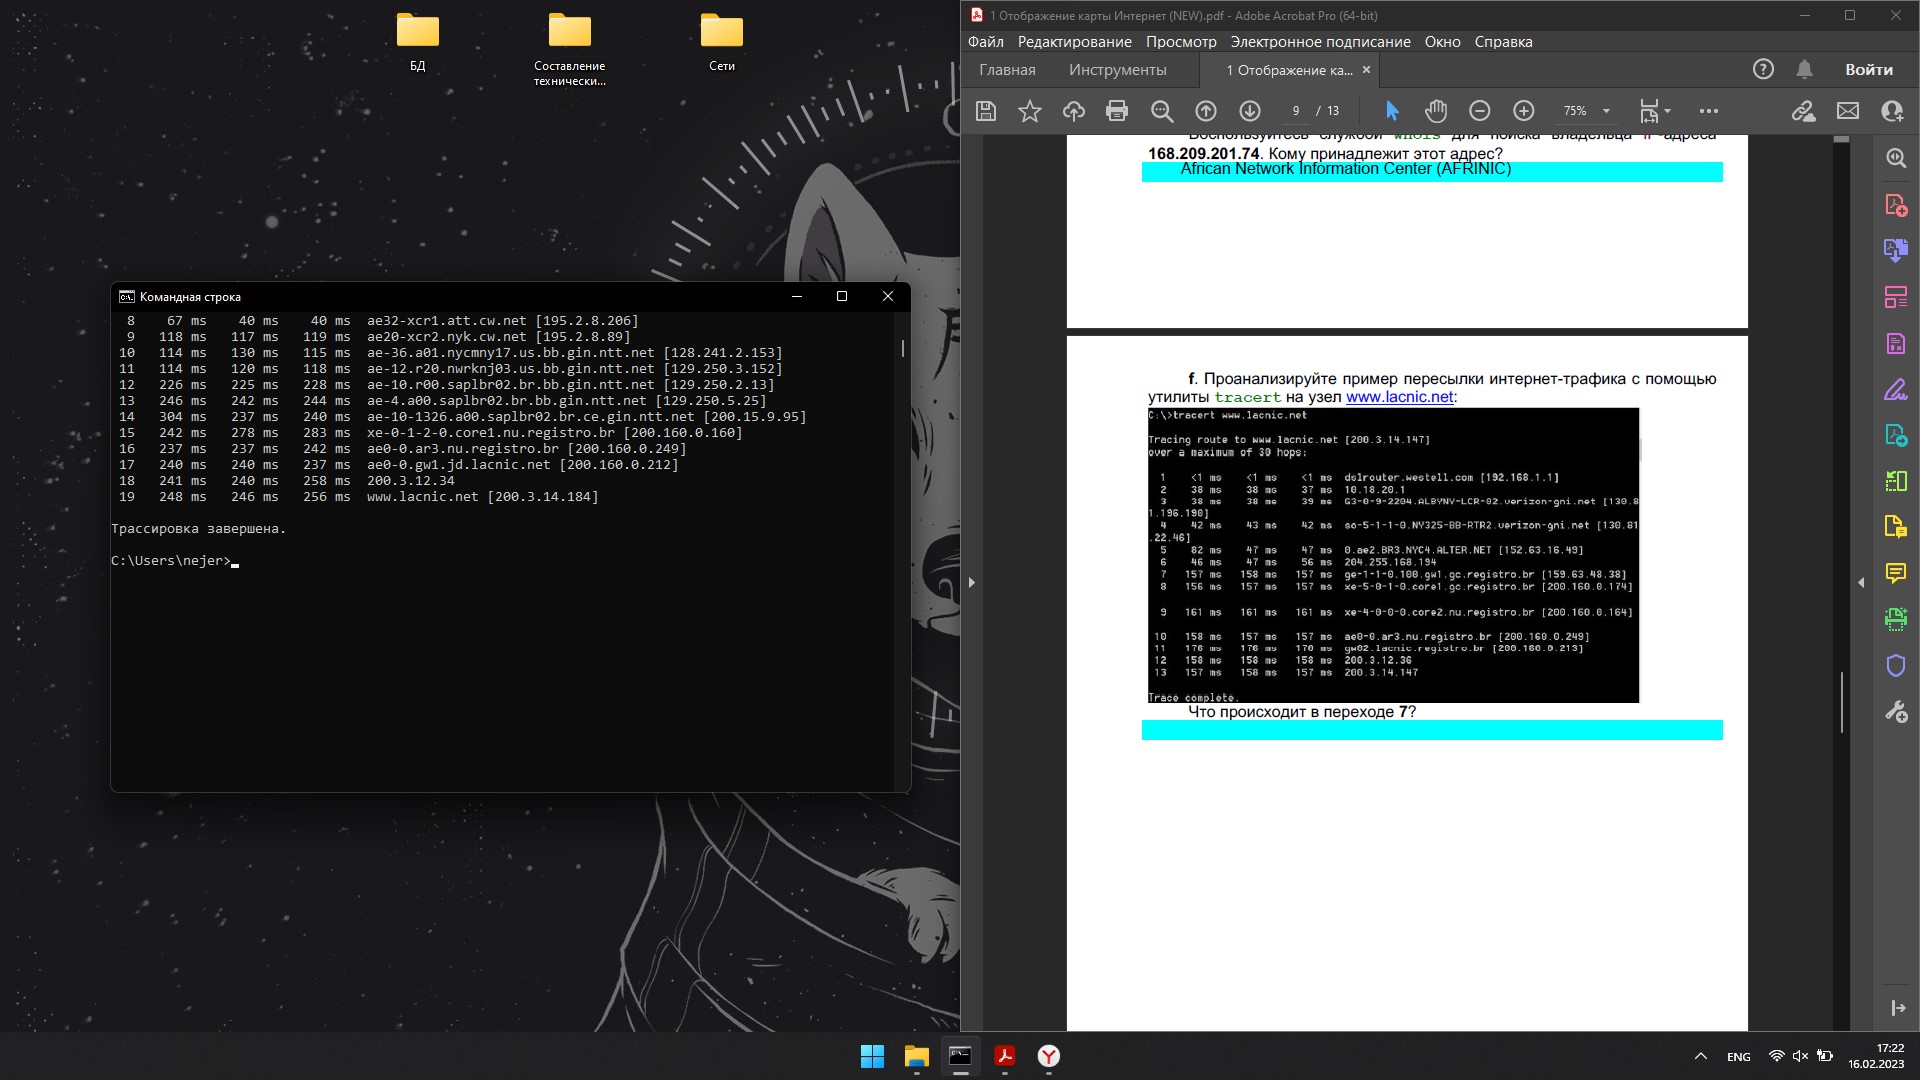 БД
Составление
технически...
Сети
Командная строка
8 67 ms 40 ms 40 ms ae32-xcr1.att.cw.net [195.2.8.206]
9 118 ms 117 ms 119 ms ae20-xcr2.nyk.cw.net [195.2.8.89]
10 114 ms 130 ms 115 ms ae-36.a01.nycmny17.us.bb.gin.ntt.net [128.241.2.153]
11 114 ms 120 ms 118 ms ae-12.r20.nwrknj03.us.bb.gin.ntt.net [129.250.3.152]
12 226 ms 225 ms 228 ms ae-10.r00.saplbr02.br.bb.gin.ntt.net [129.250.2.13]
13 246 ms 242 ms 244 ms ae-4.a00.saplbr02.br.bb.gin.ntt.net [129.250.5.25]
14 304 ms 237 ms 240 ms ae-10-1326.a00.saplbr02.br.ce.gin.ntt.net [200.15.9.95]
15 242 ms 278 ms 283 ms xe-0-1-2-0.core1.nu.registro.br [200.160.0.160]
16 237 ms 237 ms 242 ms ae0-0.ar3.nu.registro.br [200.160.0.249]
17 240 ms 240 ms 237 ms ae0-0.gw1.jd.lacnic.net [200.160.0.212]
18 241 ms 240 ms 258 ms 200.3.12.34
19 248 ms 246 ms 256 ms www.lacnic.net [200.3.14.184]
Трассировка завершена.
C:\Users\nejer>
1 Отображение карты Интернет (NEW).pdf - Adobe Acrobat Pro (64-bit)
Файл Редактирование Просмотр Электронное подписание Окно Справка
Главная Инструменты 1 Отображение ка... Войти
9 / 13 75%
Воспользуйтесь службой whois для поиска владельца IP-адреса
168.209.201.74. Кому принадлежит этот адрес?
African Network Information Center (AFRINIC)
f. Проанализируйте пример пересылки интернет-трафика с помощью
утилиты tracert на узел www.lacnic.net:
C:\>tracert www.lacnic.net
Tracing route to www.lacnic.net [200.3.14.147]
over a maximum of 30 hops:
1 <1 ms <1 ms <1 ms dslrouter.westell.com [192.168.1.1]
2 38 ms 38 ms 37 ms 10.18.20.1
3 38 ms 38 ms 39 ms G3-0-9-2204.ALBYNY-LCR-02.verizon-gni.net [130.8
1.196.190]
4 42 ms 43 ms 42 ms so-5-1-1-0.NY325-BB-RTR2.verizon-gni.net [130.81
.22.46]
5 82 ms 47 ms 47 ms 0.ae2.BR3.NYC4.ALTER.NET [152.63.16.49]
6 46 ms 47 ms 56 ms 204.255.168.194
7 157 ms 158 ms 157 ms ge-1-1-0.100.gw1.gc.registro.br [159.63.48.38]
8 156 ms 157 ms 157 ms xe-5-0-1-0.core1.gc.registro.br [200.160.0.174]
9 161 ms 161 ms 161 ms xe-4-0-0-0.core2.nu.registro.br [200.160.0.164]
10 158 ms 157 ms 157 ms ae0-0.ar3.nu.registro.br [200.160.0.249]
11 176 ms 176 ms 170 ms gw02.lacnic.registro.br [200.160.0.213]
12 158 ms 158 ms 158 ms 200.3.12.36
13 157 ms 158 ms 157 ms 200.3.14.147
Trace complete.
Что происходит в переходе 7?
ENG
17:22
16.02.2023